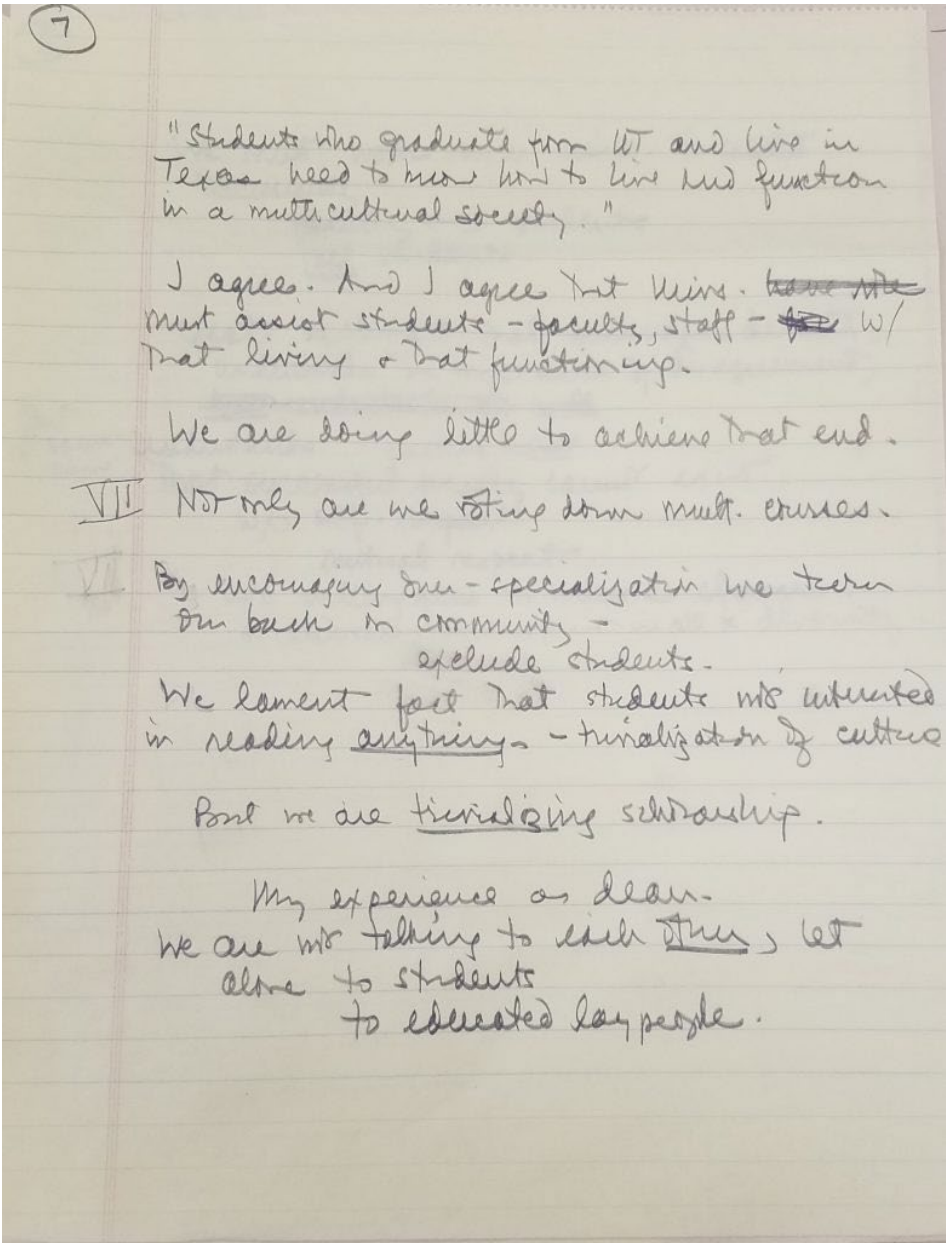 7
"Students who graduate from UT and live in
Texas need to know how to live and function
in a multicultural society."
I agree. And I agree that Univs.
must assist students - faculty, staff - w/
that living & that functioning.
We are doing little to achieve that end.
VII Not only are we voting down mult. courses.
VII. By encouraging over-specialization we turn
our back on community -
exclude students.
We lament fact that students not interested
in reading anything. - trivialization of culture
But we are trivializing scholarship.
My experience as dean.
We are not talking to each other, let
alone to students
to educated lay people.